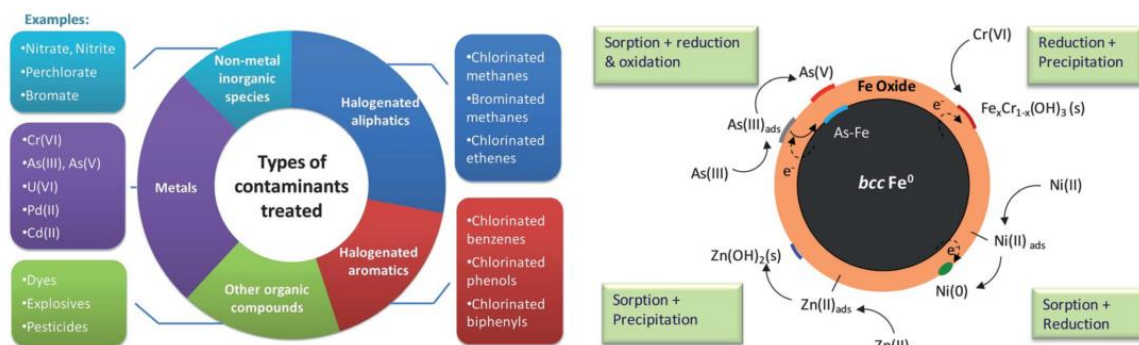 Examples:
•Nitrate, Nitrite
•Perchlorate
•Bromate
•Cr(VI)
•As(III), As(V)
•U(VI)
•Pd(II)
•Cd(II)
•Dyes
•Explosives
•Pesticides
Non-metal
inorganic
species
Halogenated
aliphatics
Metals
Types of
contaminants
treated
Halogenated
aromatics
Other organic
compounds
•Chlorinated
methanes
•Brominated
methanes
•Chlorinated
ethenes
•Chlorinated
benzenes
•Chlorinated
phenols
•Chlorinated
biphenyls
Sorption + reduction
& oxidation
Reduction +
Precipitation
Cr(VI)
As(V)
Fe Oxide
e⁻
FeₓCr₁₋ₓ(OH)₃ (s)
As(III)ads
As-Fe
As(III)
e⁻
bcc Fe⁰
Ni(II)
Ni(II) ads
e⁻
Ni(0)
Zn(OH)₂(s)
Zn(II)ads
Zn(II)
Sorption +
Precipitation
Sorption +
Reduction